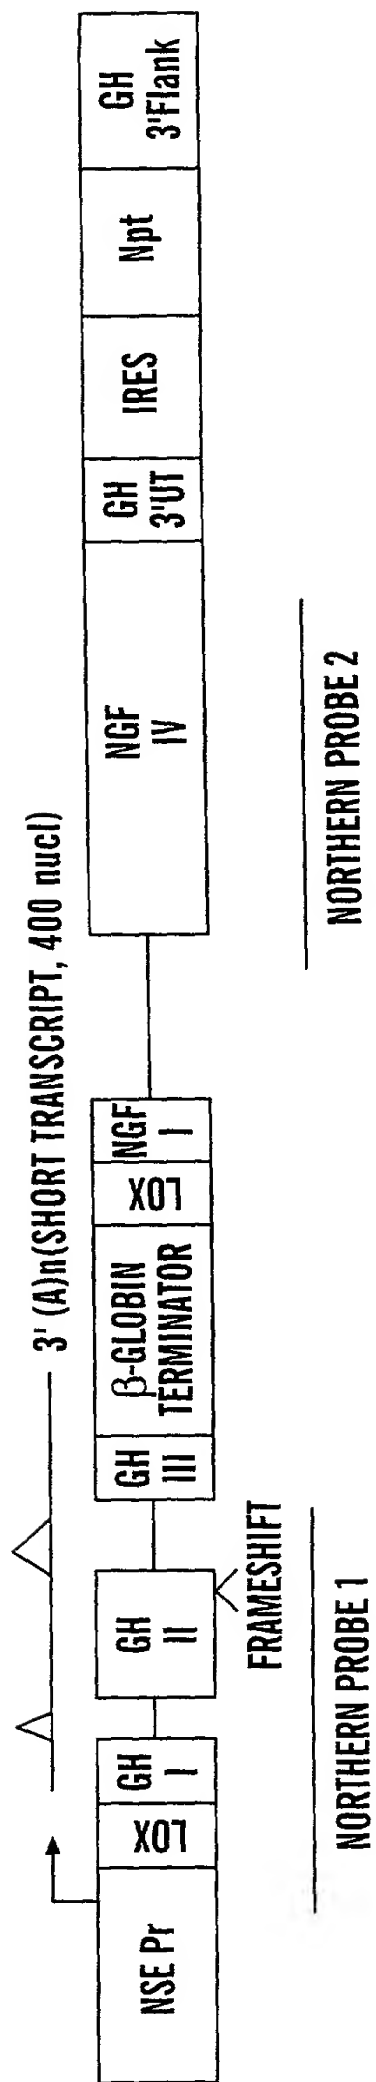 3' (A)n(SHORT TRANSCRIPT, 400 nucl)
NSE Pr
LOX
GH
I
GH
II
GH
III
β-GLOBIN
TERMINATOR
LOX
NGF
I
NGF
IV
GH
3'UT
IRES
Npt
GH
3'Flank
FRAMESHIFT
NORTHERN PROBE 1
NORTHERN PROBE 2